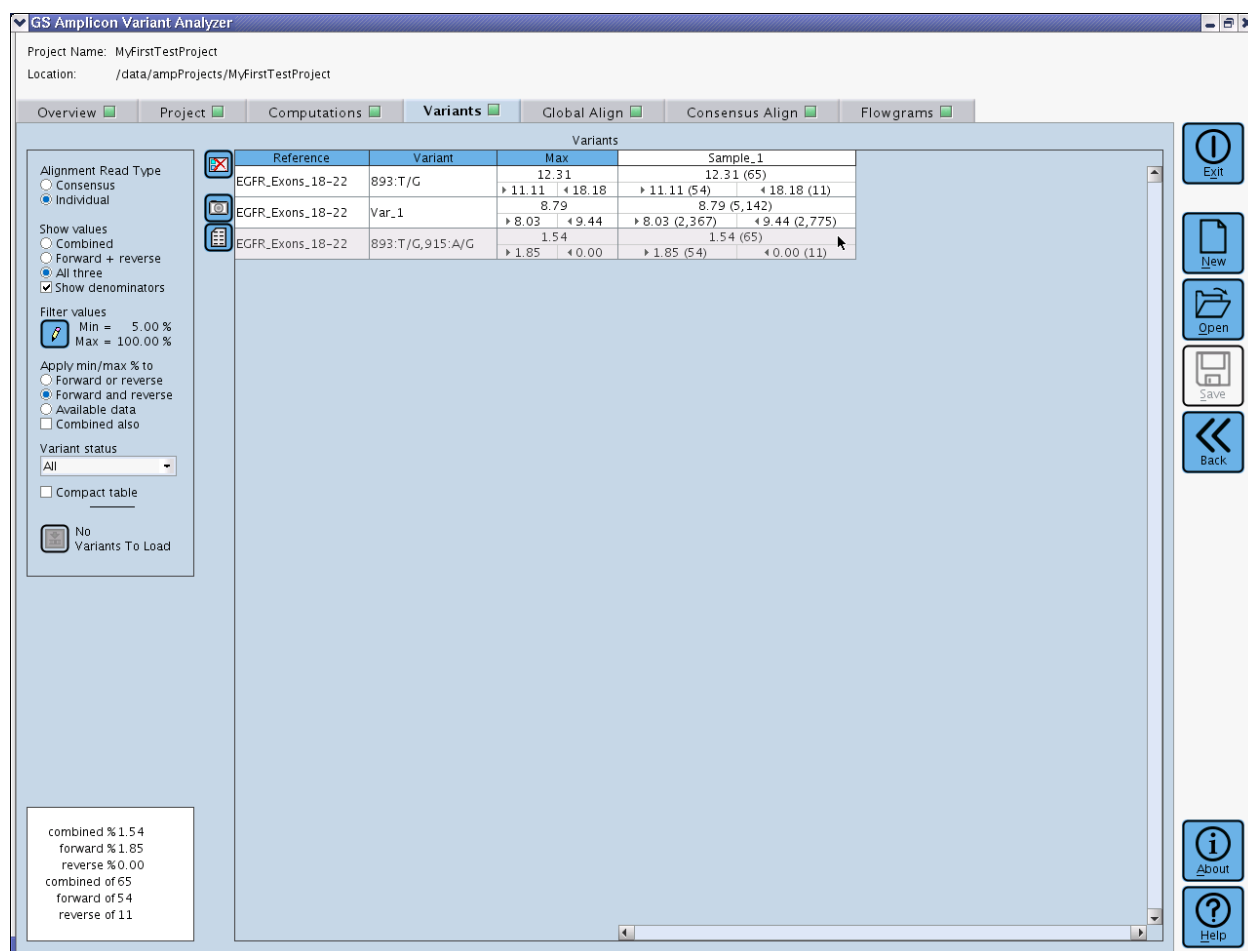 GS Amplicon Variant Analyzer
Project Name: MyFirstTestProject
Location: /data/ampProjects/MyFirstTestProject
Overview Project Computations Variants Global Align Consensus Align Flowgrams
Variants
Alignment Read Type
Consensus
Individual
Show values
Combined
Forward + reverse
All three
Show denominators
Filter values
Min = 5.00 %
Max = 100.00 %
Apply min/max % to
Forward or reverse
Forward and reverse
Available data
Combined also
Variant status
All
Compact table
No
Variants To Load
Reference Variant Max Sample_1
EGFR_Exons_18-22 893:T/G 12.31 12.31 (65)
11.11 18.18 11.11 (54) 18.18 (11)
EGFR_Exons_18-22 Var_1 8.79 8.79 (5,142)
8.03 9.44 8.03 (2,367) 9.44 (2,775)
EGFR_Exons_18-22 893:T/G,915:A/G 1.54 1.54 (65)
1.85 0.00 1.85 (54) 0.00 (11)
combined % 1.54
forward % 1.85
reverse % 0.00
combined of 65
forward of 54
reverse of 11
Exit
New
Open
Save
Back
About
Help